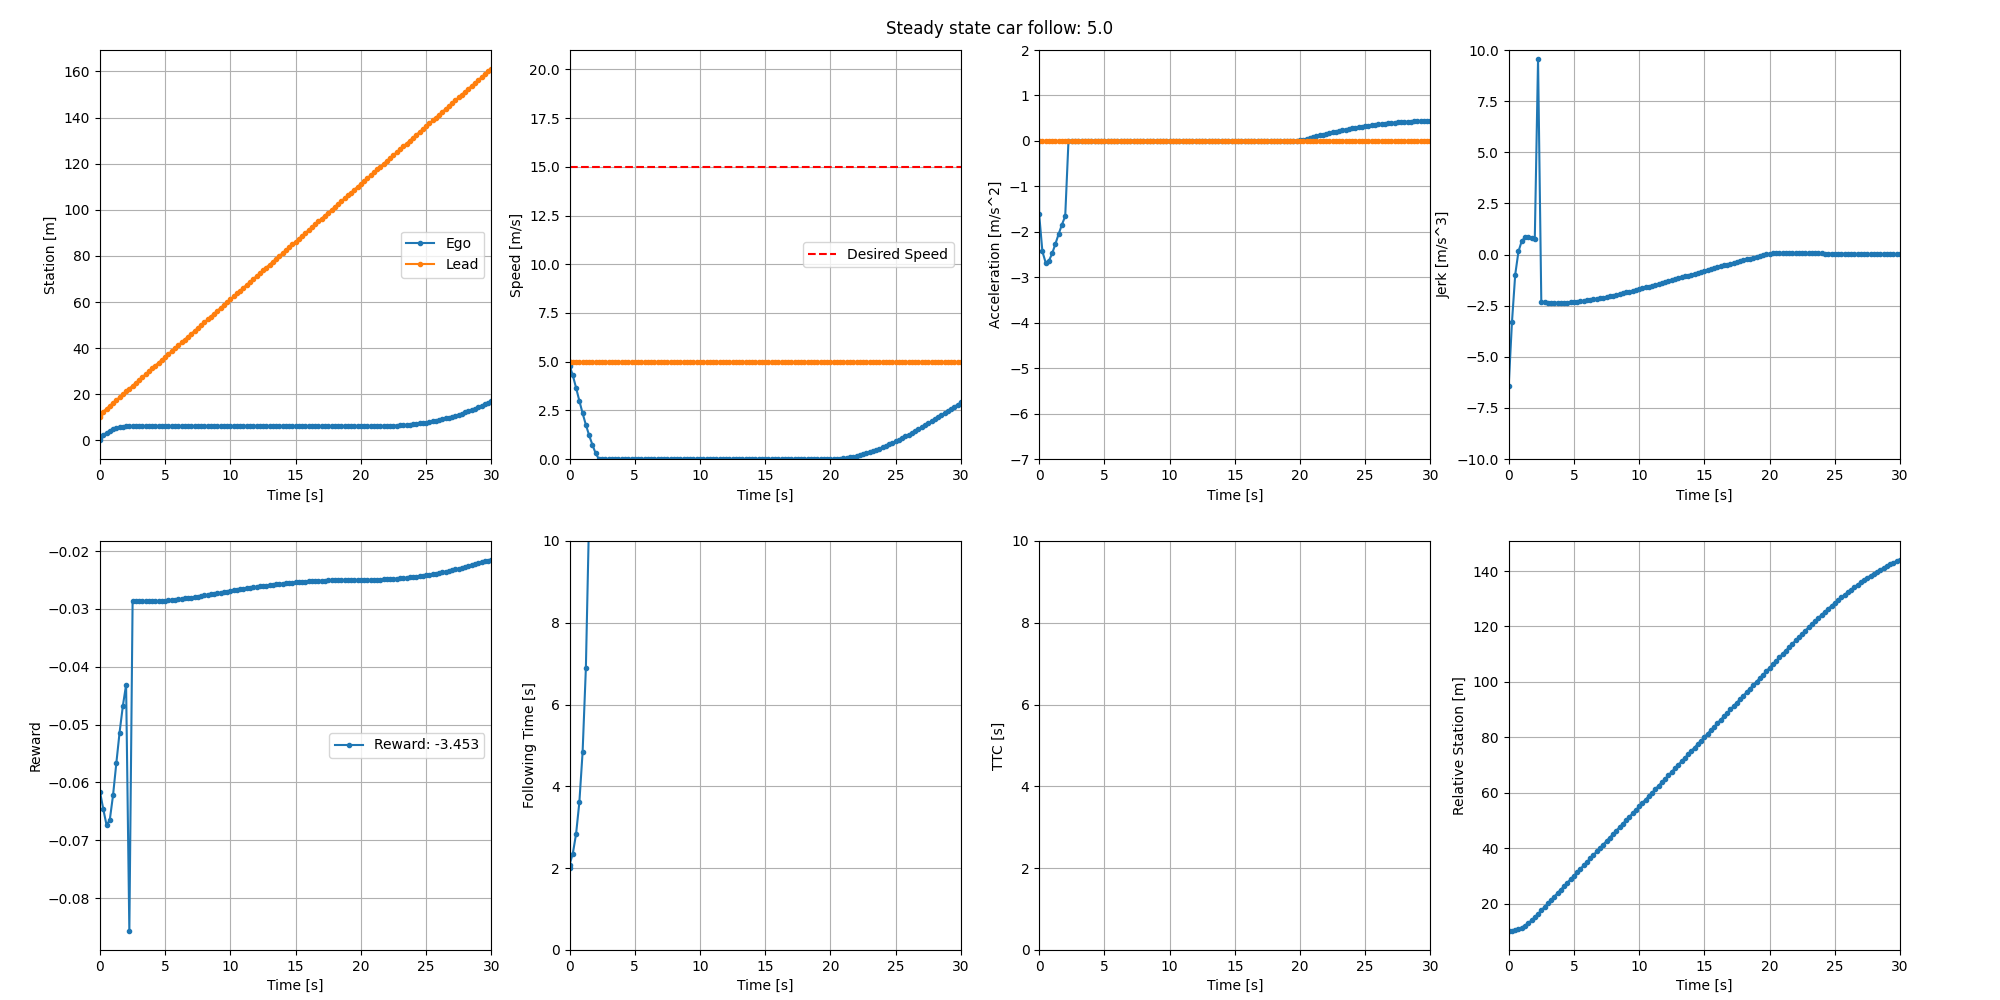 Steady state car follow: 5.0
Station [m]
160
140
120
100
80
60
40
20
0
Ego
Lead
0 5 10 15 20 25 30
Time [s]
Speed [m/s]
20.0
17.5
15.0
12.5
10.0
7.5
5.0
2.5
0.0
Desired Speed
0 5 10 15 20 25 30
Time [s]
Acceleration [m/s^2]
2
1
0
−1
−2
−3
−4
−5
−6
−7
0 5 10 15 20 25 30
Time [s]
Jerk [m/s^3]
10.0
7.5
5.0
2.5
0.0
−2.5
−5.0
−7.5
−10.0
0 5 10 15 20 25 30
Time [s]
Reward
−0.02
−0.03
−0.04
−0.05
−0.06
−0.07
−0.08
Reward: -3.453
0 5 10 15 20 25 30
Time [s]
Following Time [s]
10
8
6
4
2
0
0 5 10 15 20 25 30
Time [s]
TTC [s]
10
8
6
4
2
0
0 5 10 15 20 25 30
Time [s]
Relative Station [m]
140
120
100
80
60
40
20
0 5 10 15 20 25 30
Time [s]